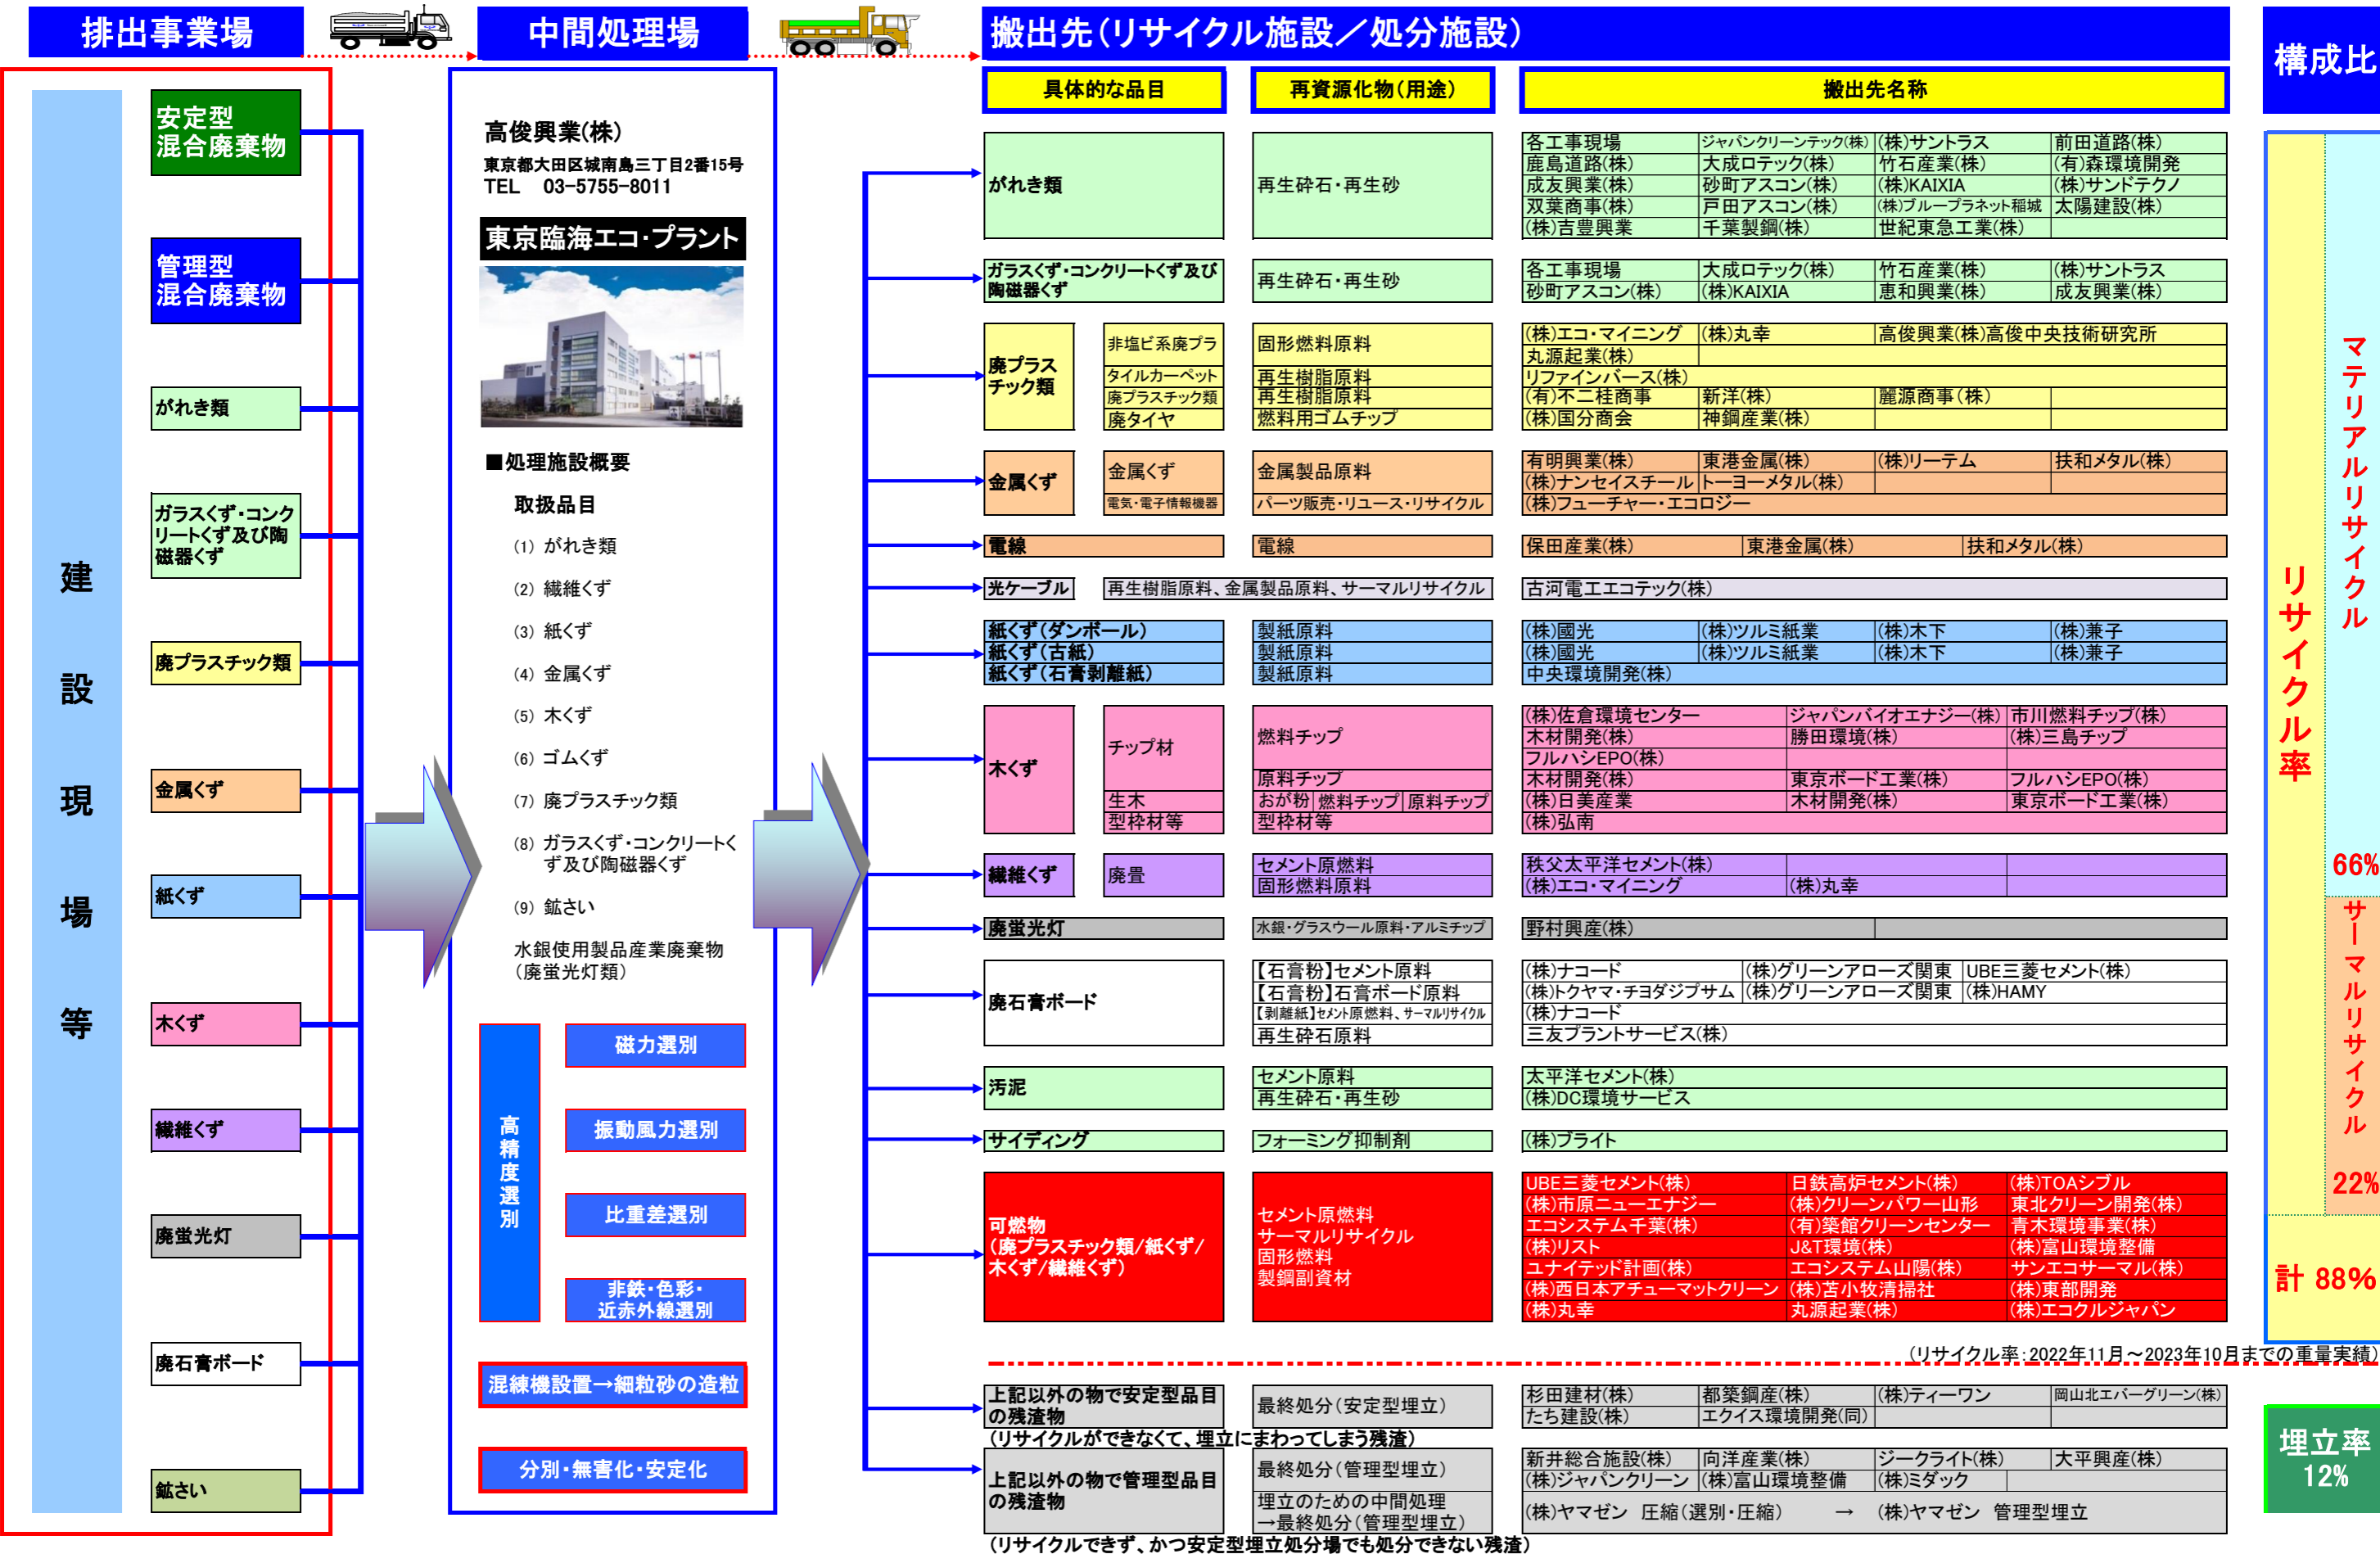 排出事業場
中間処理場
搬出先（リサイクル施設／処分施設）
構成比
具体的な品目
再資源化物（用途）
搬出先名称
建設現場等
安定型
混合廃棄物
管理型
混合廃棄物
がれき類
ガラスくず・コンク
リートくず及び陶
磁器くず
廃プラスチック類
金属くず
紙くず
木くず
繊維くず
廃蛍光灯
廃石膏ボード
鉱さい
高俊興業(株)
東京都大田区城南島三丁目2番15号
TEL　03-5755-8011
東京臨海エコ・プラント
■処理施設概要
取扱品目
(1) がれき類
(2) 繊維くず
(3) 紙くず
(4) 金属くず
(5) 木くず
(6) ゴムくず
(7) 廃プラスチック類
(8) ガラスくず・コンクリートく
ず及び陶磁器くず
(9) 鉱さい
水銀使用製品産業廃棄物
（廃蛍光灯類）
高精度選別
磁力選別
振動風力選別
比重差選別
非鉄・色彩・
近赤外線選別
混練機設置→細粒砂の造粒
分別・無害化・安定化
がれき類
再生砕石・再生砂
各工事現場 ジャパンクリーンテック(株) (株)サントラス 前田道路(株)
鹿島道路(株) 大成ロテック(株) 竹石産業(株) (有)森環境開発
成友興業(株) 砂町アスコン(株) (株)KAIXIA (株)サンドテクノ
双葉商事(株) 戸田アスコン(株) (株)ブループラネット稲城 太陽建設(株)
(株)吉豊興業 千葉製鋼(株) 世紀東急工業(株)
ガラスくず・コンクリートくず及び
陶磁器くず
再生砕石・再生砂
各工事現場 大成ロテック(株) 竹石産業(株) (株)サントラス
砂町アスコン(株) (株)KAIXIA 恵和興業(株) 成友興業(株)
廃プラス
チック類
非塩ビ系廃プラ 固形燃料原料
(株)エコ・マイニング (株)丸幸 高俊興業(株)高俊中央技術研究所
丸源起業(株)
タイルカーペット 再生樹脂原料 リファインバース(株)
廃プラスチック類 再生樹脂原料 (有)不二桂商事 新洋(株) 麗源商事(株)
廃タイヤ 燃料用ゴムチップ (株)国分商会 神鋼産業(株)
金属くず
金属くず 金属製品原料
有明興業(株) 東港金属(株) (株)リーテム 扶和メタル(株)
(株)ナンセイスチール トーヨーメタル(株)
電気・電子情報機器 パーツ販売・リユース・リサイクル (株)フューチャー・エコロジー
電線 電線 保田産業(株) 東港金属(株) 扶和メタル(株)
光ケーブル 再生樹脂原料、金属製品原料、サーマルリサイクル 古河電工エコテック(株)
紙くず（ダンボール） 製紙原料 (株)國光 (株)ツルミ紙業 (株)木下 (株)兼子
紙くず（古紙） 製紙原料 (株)國光 (株)ツルミ紙業 (株)木下 (株)兼子
紙くず（石膏剥離紙） 製紙原料 中央環境開発(株)
木くず
チップ材 燃料チップ
(株)佐倉環境センター ジャパンバイオエナジー(株) 市川燃料チップ(株)
木材開発(株) 勝田環境(株) (株)三島チップ
フルハシEPO(株)
原料チップ 木材開発(株) 東京ボード工業(株) フルハシEPO(株)
生木 おが粉 燃料チップ 原料チップ (株)日美産業 木材開発(株) 東京ボード工業(株)
型枠材等 型枠材等 (株)弘南
繊維くず 廃畳
セメント原燃料 秩父太平洋セメント(株)
固形燃料原料 (株)エコ・マイニング (株)丸幸
廃蛍光灯 水銀・グラスウール原料・アルミチップ 野村興産(株)
廃石膏ボード
【石膏粉】セメント原料 (株)ナコード (株)グリーンアローズ関東 UBE三菱セメント(株)
【石膏粉】石膏ボード原料 (株)トクヤマ・チヨダジプサム (株)グリーンアローズ関東 (株)HAMY
【剥離紙】セメント原燃料、サーマルリサイクル (株)ナコード
再生砕石原料 三友プラントサービス(株)
汚泥
セメント原料 太平洋セメント(株)
再生砕石・再生砂 (株)DC環境サービス
サイディング フォーミング抑制剤 (株)ブライト
可燃物
（廃プラスチック類/紙くず/
木くず/繊維くず）
セメント原燃料
サーマルリサイクル
固形燃料
製鋼副資材
UBE三菱セメント(株) 日鉄高炉セメント(株) (株)TOAシブル
(株)市原ニューエナジー (株)クリーンパワー山形 東北クリーン開発(株)
エコシステム千葉(株) (有)築館クリーンセンター 青木環境事業(株)
(株)リスト J&T環境(株) (株)富山環境整備
ユナイテッド計画(株) エコシステム山陽(株) サンエコサーマル(株)
(株)西日本アチューマットクリーン (株)苫小牧清掃社 (株)東部開発
(株)丸幸 丸源起業(株) (株)エコクルジャパン
（リサイクル率：2022年11月～2023年10月までの重量実績）
上記以外の物で安定型品目
の残渣物
最終処分（安定型埋立）
杉田建材(株) 都築鋼産(株) (株)ティーワン 岡山北エバーグリーン(株)
たち建設(株) エクイス環境開発(同)
（リサイクルができなくて、埋立にまわってしまう残渣）
上記以外の物で管理型品目
の残渣物
最終処分（管理型埋立）
新井総合施設(株) 向洋産業(株) ジークライト(株) 大平興産(株)
(株)ジャパンクリーン (株)富山環境整備 (株)ミダック
埋立のための中間処理
→最終処分（管理型埋立）
(株)ヤマゼン　圧縮（選別・圧縮）　→　(株)ヤマゼン　管理型埋立
（リサイクルできず、かつ安定型埋立処分場でも処分できない残渣）
リサイクル率
マテリアルリサイクル
66%
サーマルリサイクル
22%
計 88%
埋立率
12%